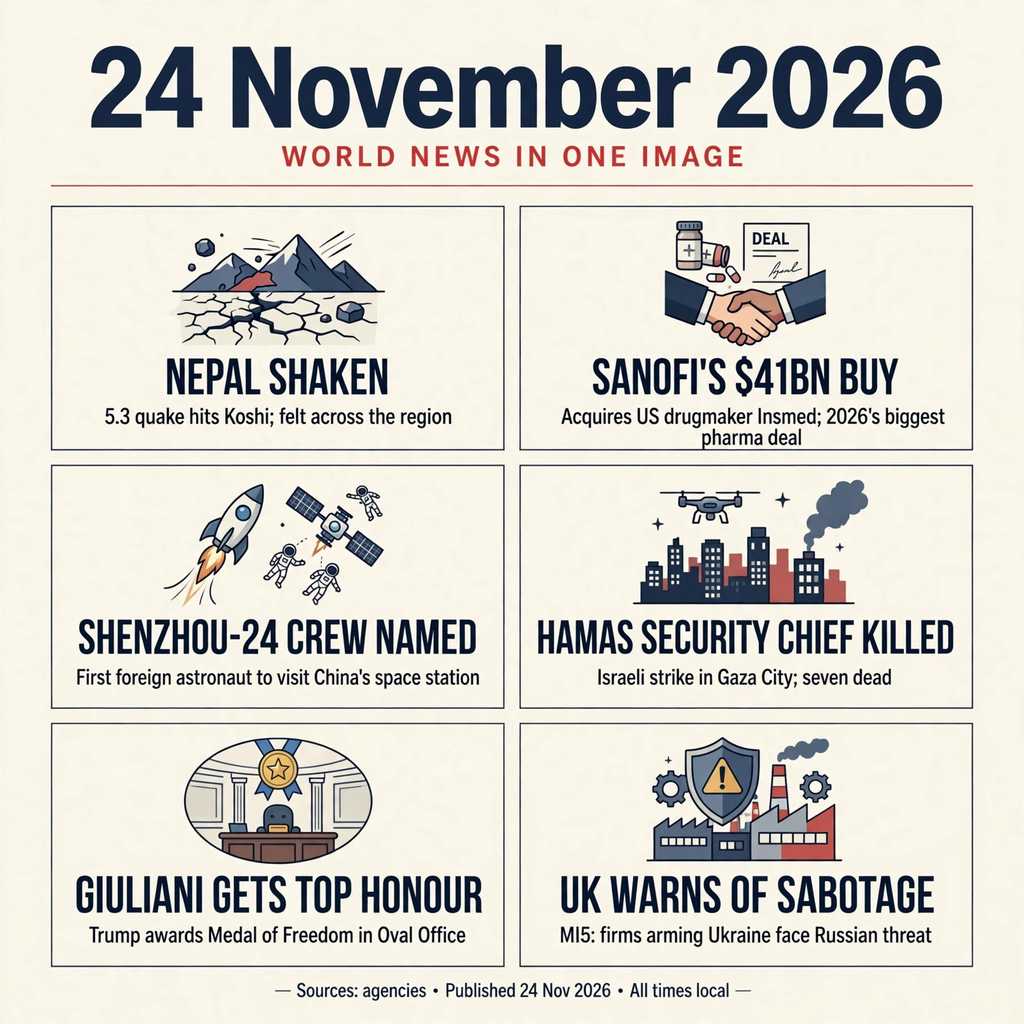 24 November 2026
WORLD NEWS IN ONE IMAGE
NEPAL SHAKEN
5.3 quake hits Koshi; felt across the region
DEAL
SANOFI'S $41BN BUY
Acquires US drugmaker Insmed; 2026's biggest
pharma deal
SHENZHOU-24 CREW NAMED
First foreign astronaut to visit China's space station
HAMAS SECURITY CHIEF KILLED
Israeli strike in Gaza City; seven dead
GIULIANI GETS TOP HONOUR
Trump awards Medal of Freedom in Oval Office
UK WARNS OF SABOTAGE
MI5: firms arming Ukraine face Russian threat
— Sources: agencies • Published 24 Nov 2026 • All times local —